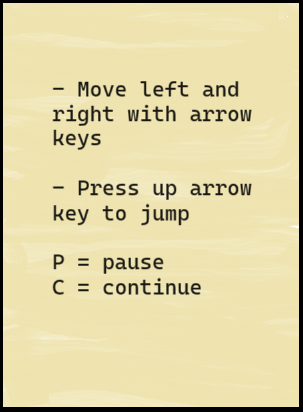 - Move left and
right with arrow
keys
- Press up arrow
key to jump
P = pause
C = continue